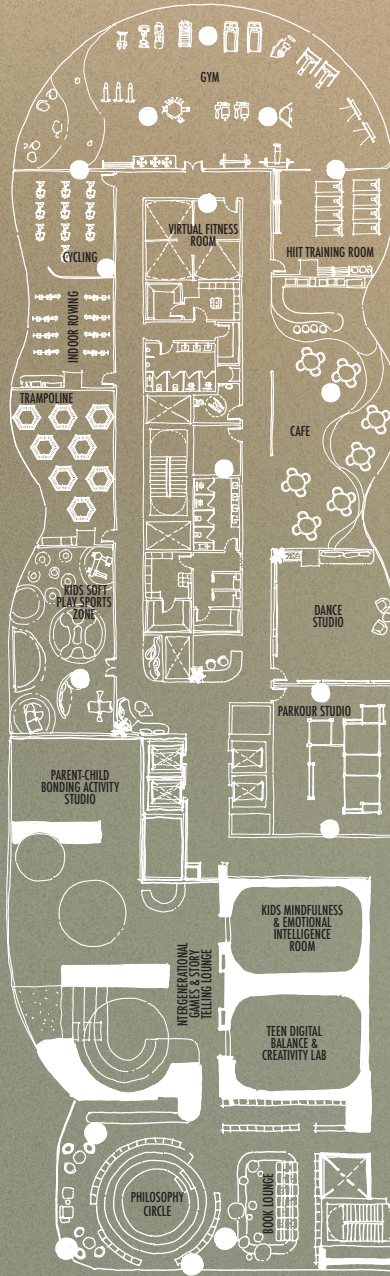 GYM
VIRTUAL FITNESS
ROOM
CYCLING
HIIT TRAINING ROOM
INDOOR ROWING
TRAMPOLINE
CAFE
KIDS SOFT
PLAY SPORTS
ZONE
DANCE
STUDIO
PARKOUR STUDIO
PARENT-CHILD
BONDING ACTIVITY
STUDIO
KIDS MINDFULNESS
& EMOTIONAL
INTELLIGENCE
ROOM
NTERGENERATIONAL
GAMES & STORY
TELLING LOUNGE
TEEN DIGITAL
BALANCE &
CREATIVITY LAB
PHILOSOPHY
CIRCLE
BOOK LOUNGE